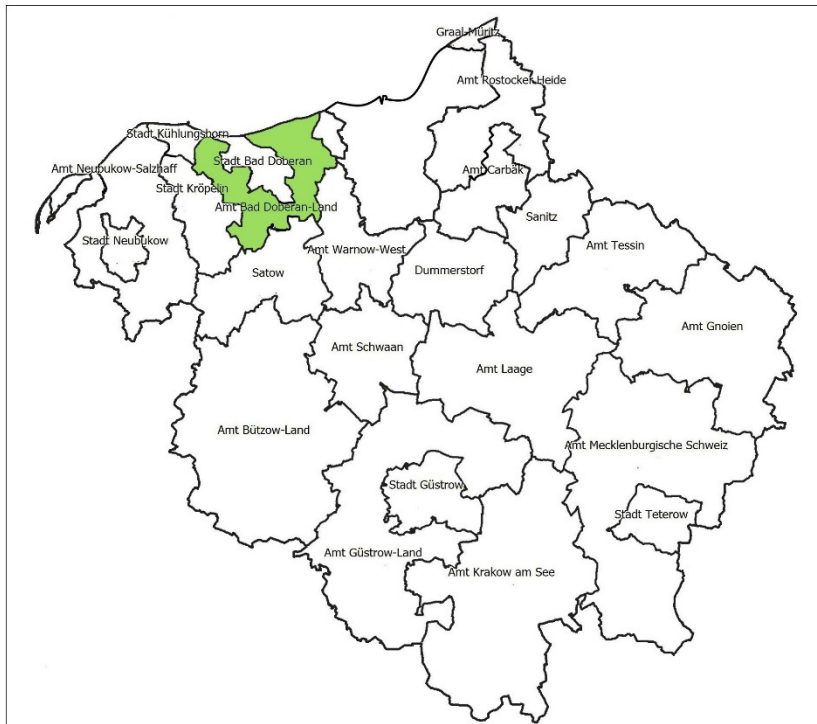 Graal-Müritz
Amt Rostocker Heide
Stadt Kühlungsborn
Stadt Bad Doberan
Amt Neubukow-Salzhaff
Amt Carbäk
Stadt Kröpelin
Amt Bad Doberan-Land
Sanitz
Stadt Neubukow
Amt Warnow-West
Amt Tessin
Satow
Dummerstorf
Amt Gnoien
Amt Schwaan
Amt Laage
Amt Bützow-Land
Amt Mecklenburgische Schweiz
Stadt Güstrow
Stadt Teterow
Amt Güstrow-Land
Amt Krakow am See